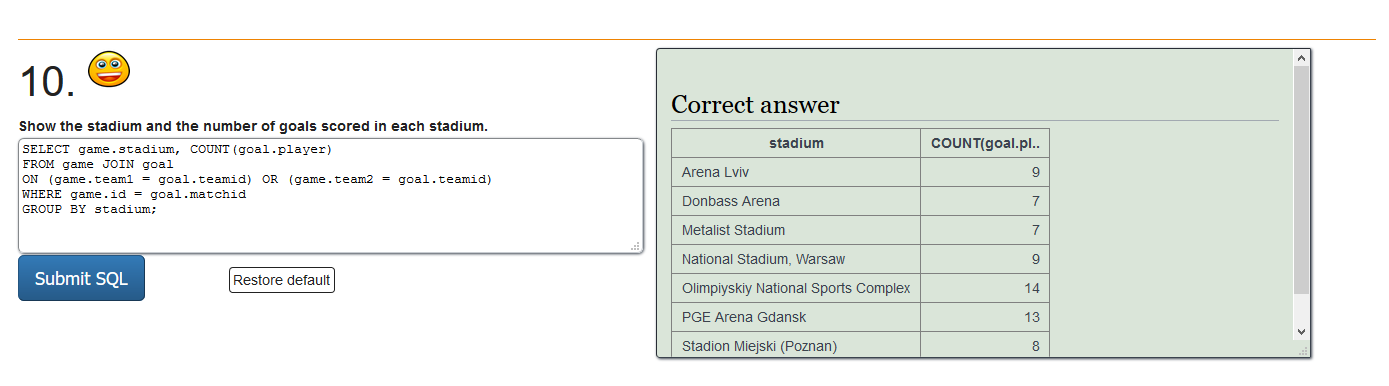 10.
Show the stadium and the number of goals scored in each stadium.
SELECT game.stadium, COUNT(goal.player)
FROM game JOIN goal
ON (game.team1 = goal.teamid) OR (game.team2 = goal.teamid)
WHERE game.id = goal.matchid
GROUP BY stadium;
Submit SQL
Restore default
Correct answer
stadium COUNT(goal.pl..
Arena Lviv 9
Donbass Arena 7
Metalist Stadium 7
National Stadium, Warsaw 9
Olimpiyskiy National Sports Complex 14
PGE Arena Gdansk 13
Stadion Miejski (Poznan) 8